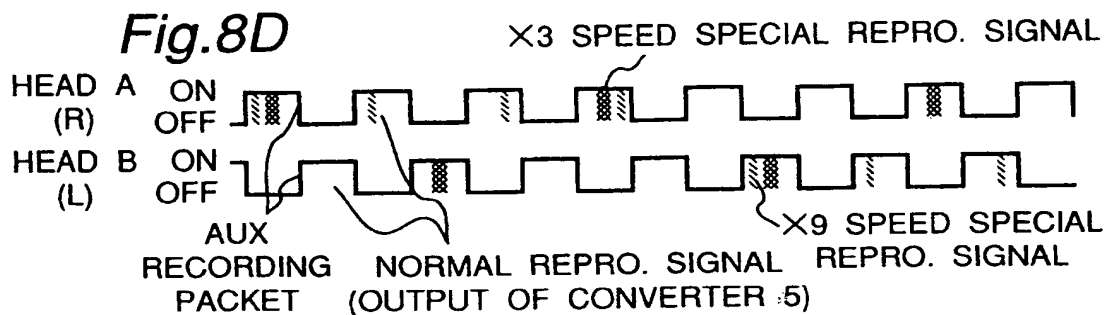 Fig.8D
×3 SPEED SPECIAL REPRO. SIGNAL
HEAD A ON
(R) OFF
HEAD B ON
(L) OFF
AUX
RECORDING
PACKET
NORMAL REPRO. SIGNAL
(OUTPUT OF CONVERTER 5)
×9 SPEED SPECIAL
REPRO. SIGNAL